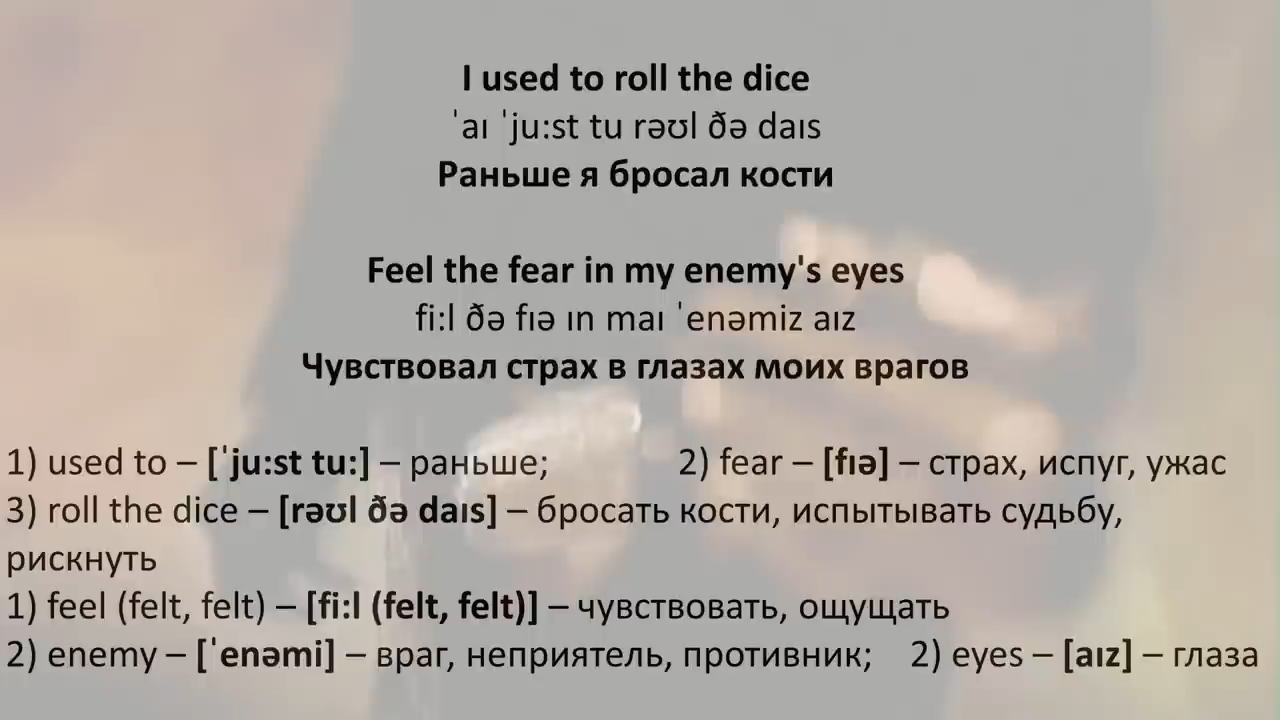 I used to roll the dice
ˈaɪ ˈju:st tu rəʊl ðə daɪs
Раньше я бросал кости
Feel the fear in my enemy's eyes
fi:l ðə fɪə ɪn maɪ ˈenəmiz aɪz
Чувствовал страх в глазах моих врагов
1) used to – [ˈju:st tu:] – раньше; 2) fear – [fɪə] – страх, испуг, ужас
3) roll the dice – [rəʊl ðə daɪs] – бросать кости, испытывать судьбу,
рискнуть
1) feel (felt, felt) – [fi:l (felt, felt)] – чувствовать, ощущать
2) enemy – [ˈenəmi] – враг, неприятель, противник; 2) eyes – [aɪz] – глаза